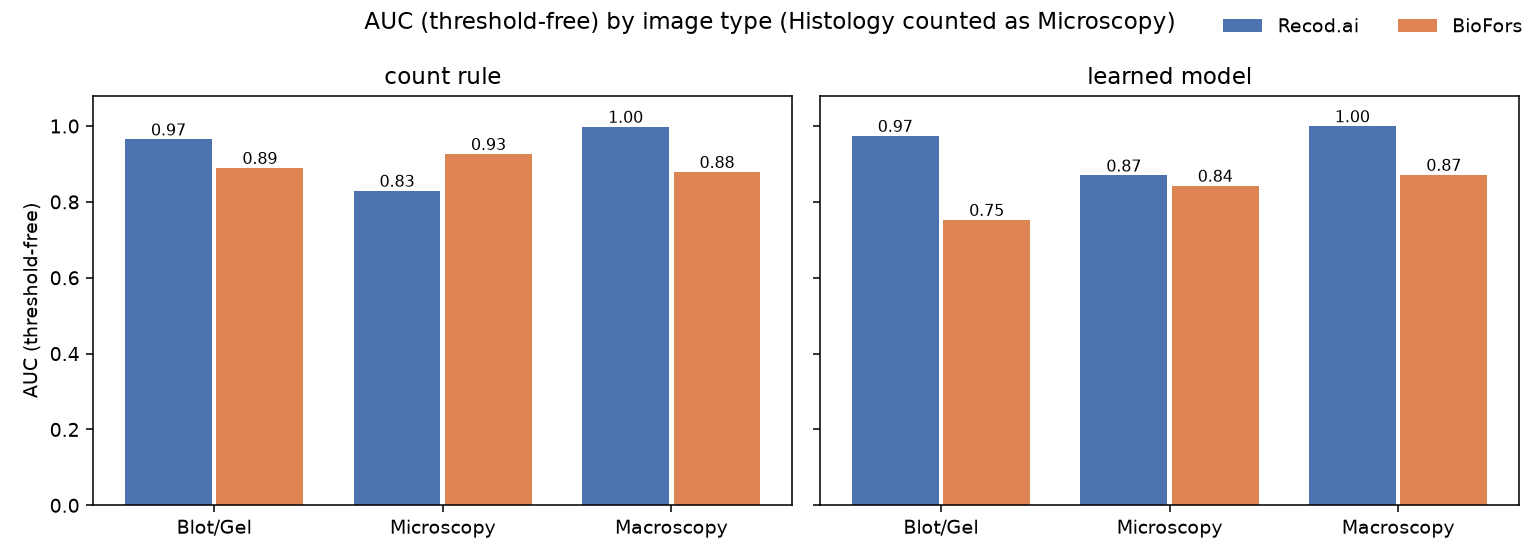 AUC (threshold-free) by image type (Histology counted as Microscopy)
Recod.ai
BioFors
count rule
learned model
AUC (threshold-free)
1.0
0.8
0.6
0.4
0.2
0.0
0.97
0.89
0.83
0.93
1.00
0.88
0.97
0.75
0.87
0.84
1.00
0.87
Blot/Gel
Microscopy
Macroscopy
Blot/Gel
Microscopy
Macroscopy